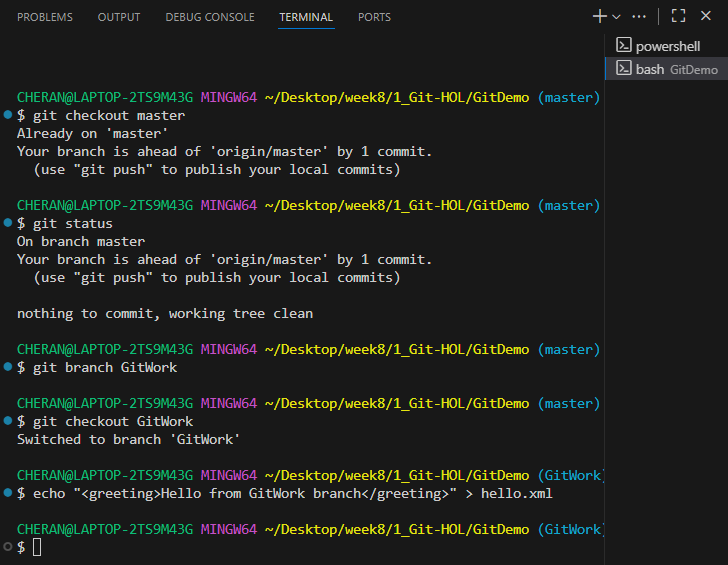 PROBLEMS OUTPUT DEBUG CONSOLE TERMINAL PORTS
powershell
bash GitDemo
CHERAN@LAPTOP-2TS9M43G MINGW64 ~/Desktop/week8/1_Git-HOL/GitDemo (master)
$ git checkout master
Already on 'master'
Your branch is ahead of 'origin/master' by 1 commit.
  (use "git push" to publish your local commits)
CHERAN@LAPTOP-2TS9M43G MINGW64 ~/Desktop/week8/1_Git-HOL/GitDemo (master)
$ git status
On branch master
Your branch is ahead of 'origin/master' by 1 commit.
  (use "git push" to publish your local commits)
nothing to commit, working tree clean
CHERAN@LAPTOP-2TS9M43G MINGW64 ~/Desktop/week8/1_Git-HOL/GitDemo (master)
$ git branch GitWork
CHERAN@LAPTOP-2TS9M43G MINGW64 ~/Desktop/week8/1_Git-HOL/GitDemo (master)
$ git checkout GitWork
Switched to branch 'GitWork'
CHERAN@LAPTOP-2TS9M43G MINGW64 ~/Desktop/week8/1_Git-HOL/GitDemo (GitWork)
$ echo "<greeting>Hello from GitWork branch</greeting>" > hello.xml
CHERAN@LAPTOP-2TS9M43G MINGW64 ~/Desktop/week8/1_Git-HOL/GitDemo (GitWork)
$